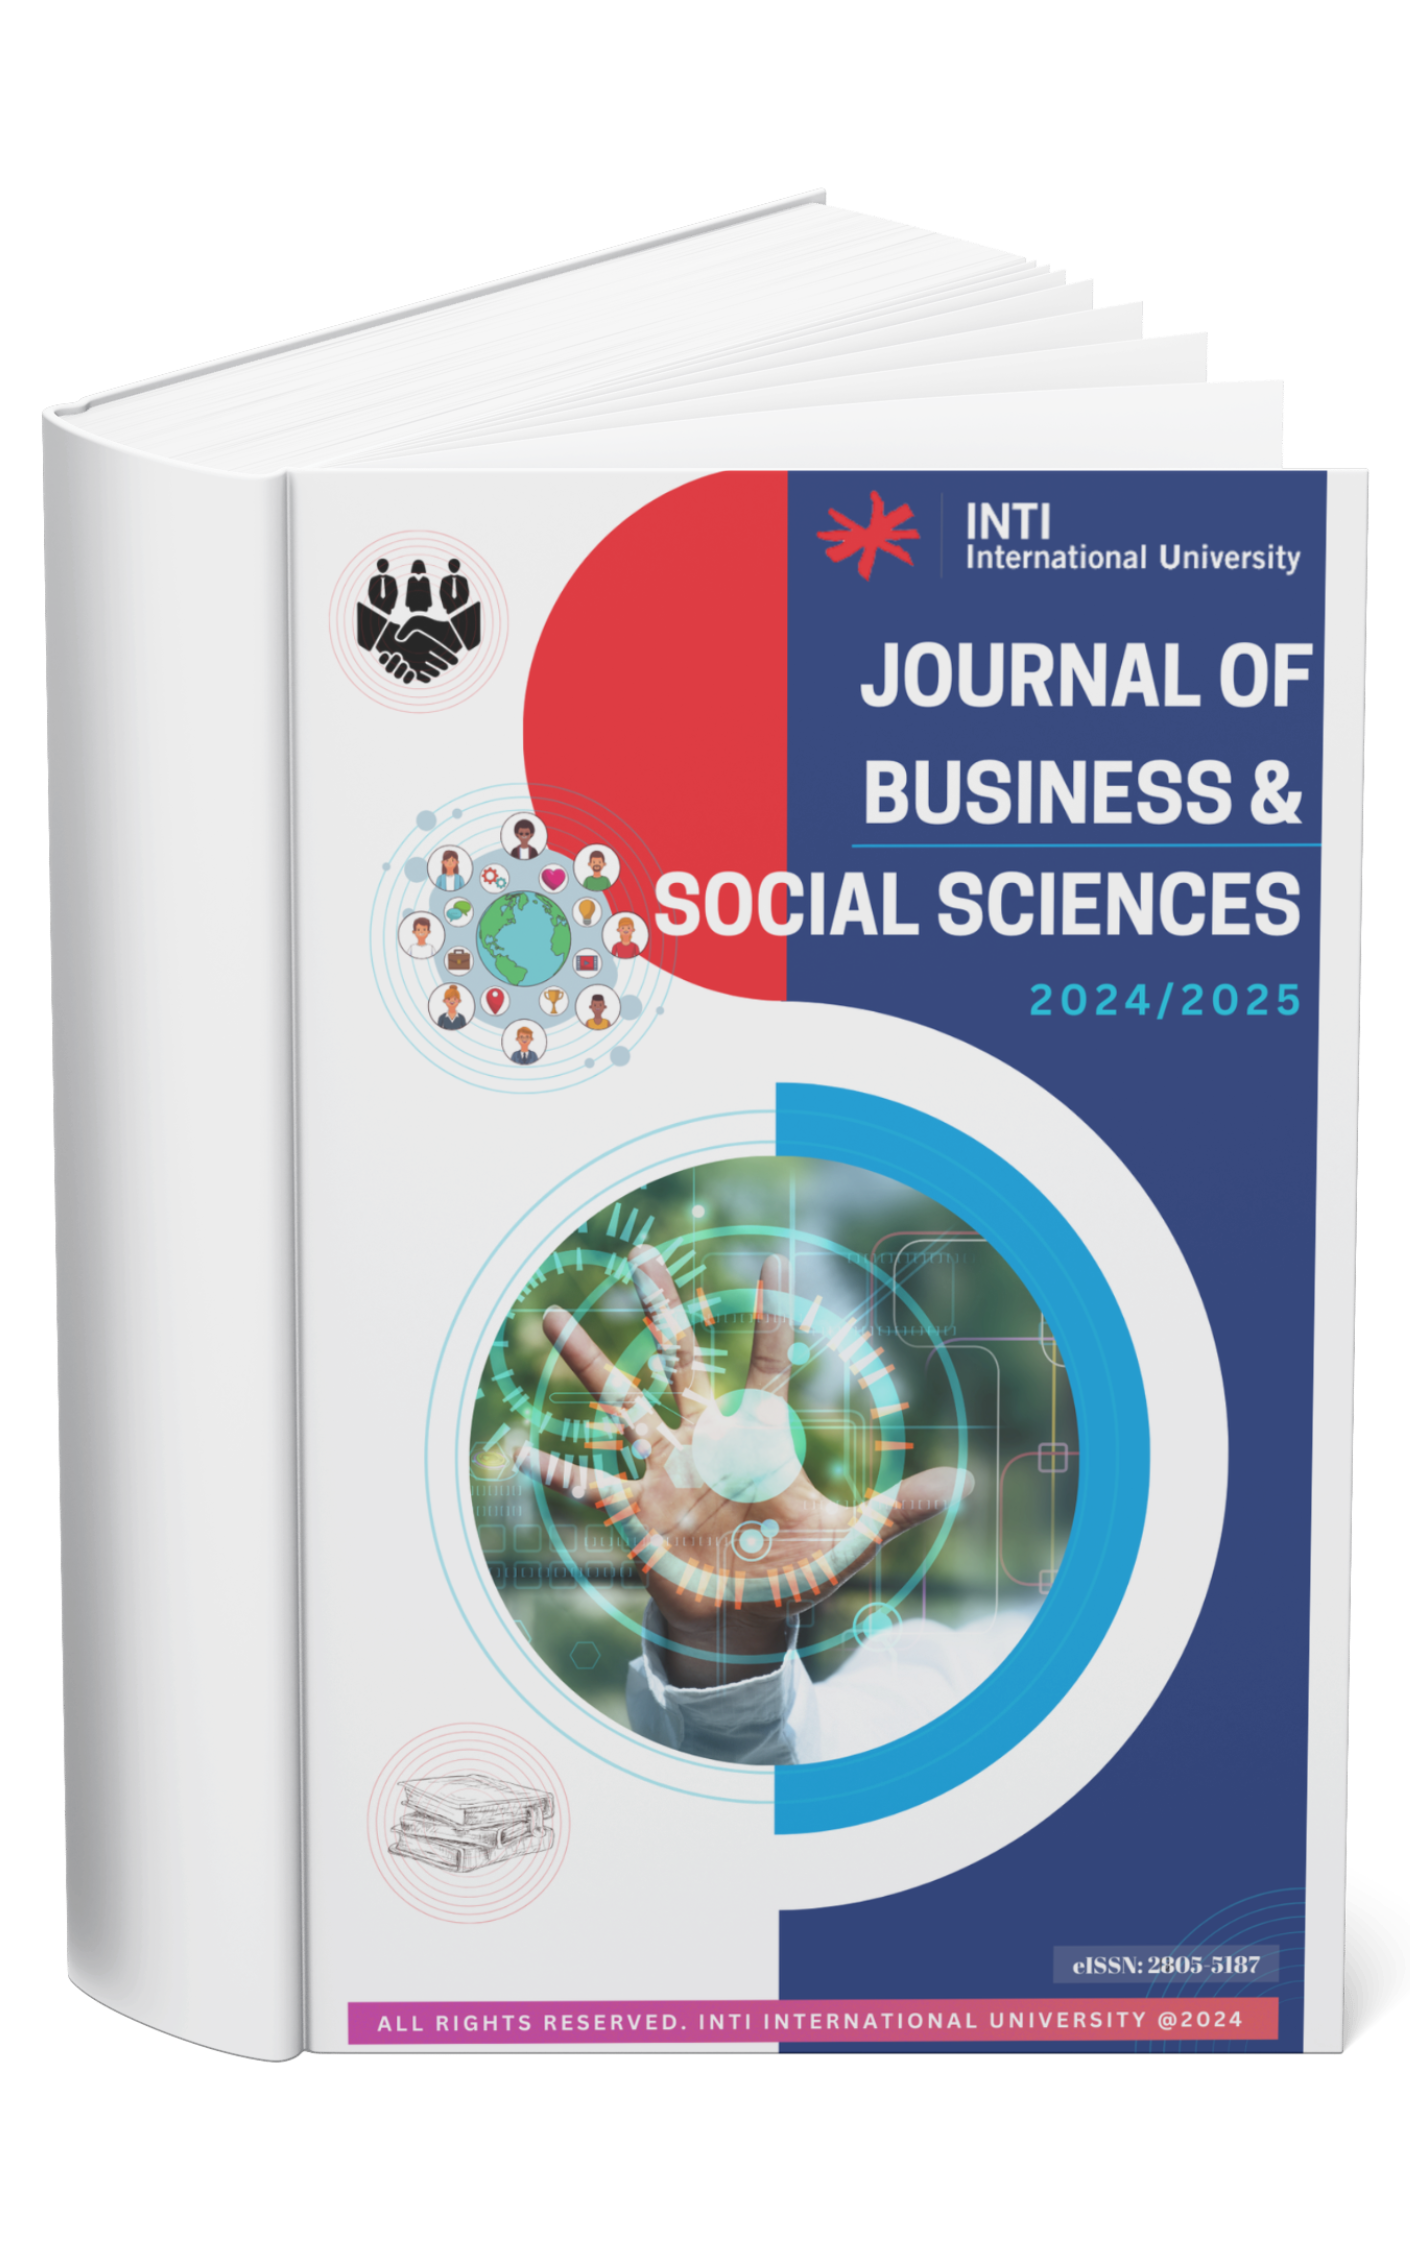 INTI
International University
JOURNAL OF
BUSINESS &
SOCIAL SCIENCES
2024/2025
eISSN: 2805-5187
ALL RIGHTS RESERVED. INTI INTERNATIONAL UNIVERSITY @2024